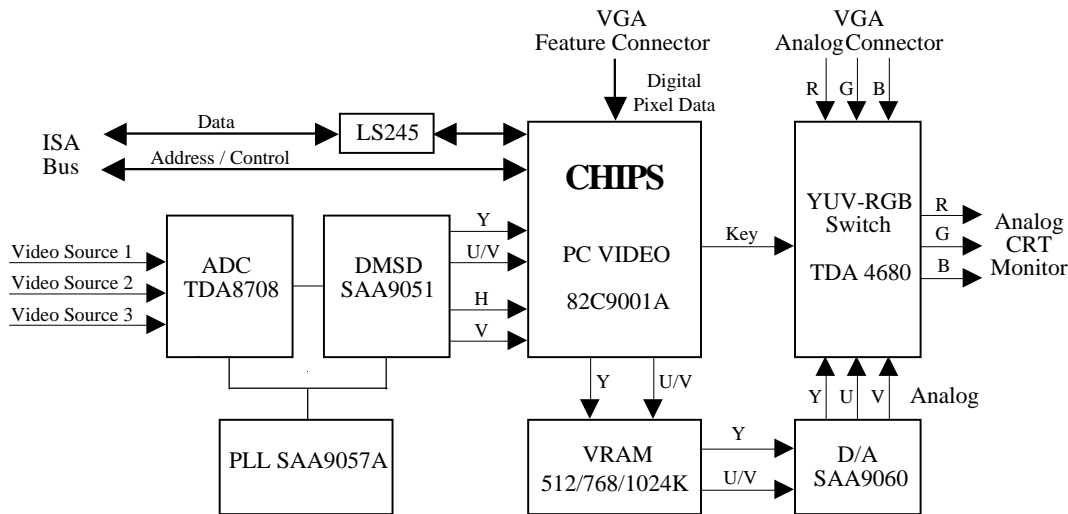 VGA
Feature Connector
VGA
Analog Connector
Digital
Pixel Data
R
G
B
ISA
Bus
Data
LS245
Address / Control
CHIPS
PC VIDEO
82C9001A
YUV-RGB
Switch
TDA 4680
R
G
B
Analog
CRT
Monitor
Key
Video Source 1
Video Source 2
Video Source 3
ADC
TDA8708
DMSD
SAA9051
Y
U/V
H
V
PLL SAA9057A
Y
U/V
VRAM
512/768/1024K
Y
U/V
Y
U
V
Analog
D/A
SAA9060